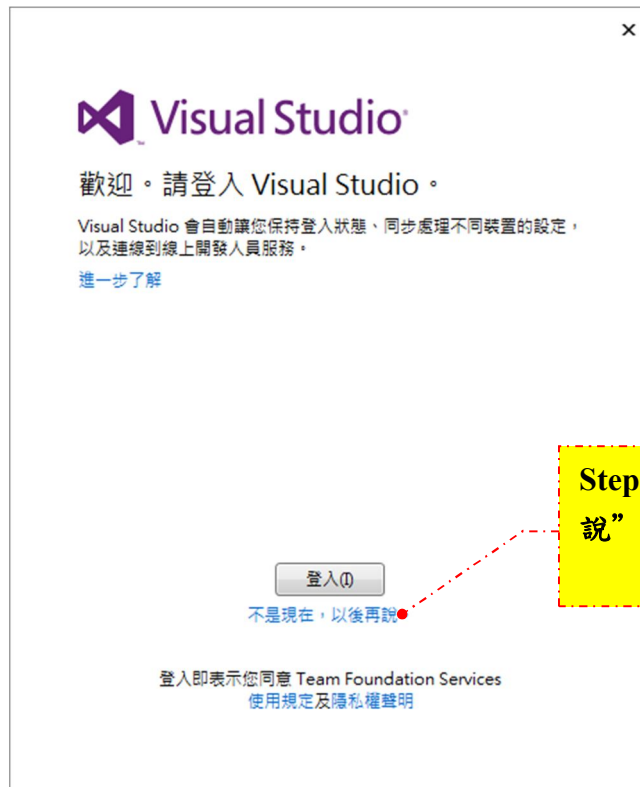 Visual Studio
歡迎。請登入 Visual Studio。
Visual Studio 會自動讓您保持登入狀態、同步處理不同裝置的設定，
以及連線到線上開發人員服務。
進一步了解
Step
說”
登入(I)
不是現在，以後再說
登入即表示您同意 Team Foundation Services
使用規定及隱私權聲明